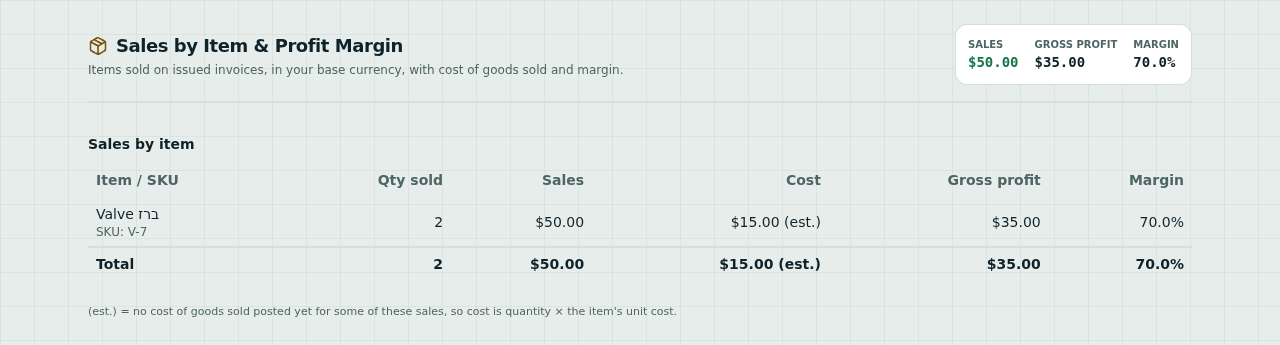 Sales by Item & Profit Margin
Items sold on issued invoices, in your base currency, with cost of goods sold and margin.
SALES GROSS PROFIT MARGIN
$50.00 $35.00 70.0%
Sales by item
Item / SKU Qty sold Sales Cost Gross profit Margin
Valve ברז 2 $50.00 $15.00 (est.) $35.00 70.0%
SKU: V-7
Total 2 $50.00 $15.00 (est.) $35.00 70.0%
(est.) = no cost of goods sold posted yet for some of these sales, so cost is quantity × the item's unit cost.